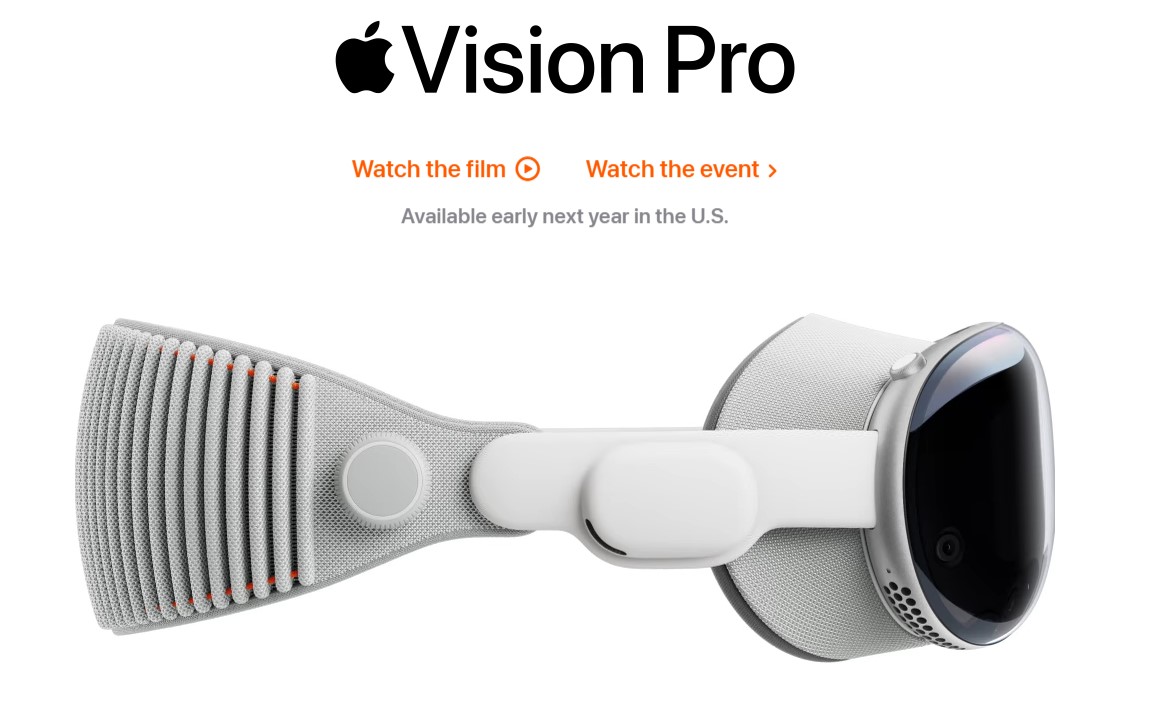 Vision Pro
Watch the film
Watch the event
Available early next year in the U.S.